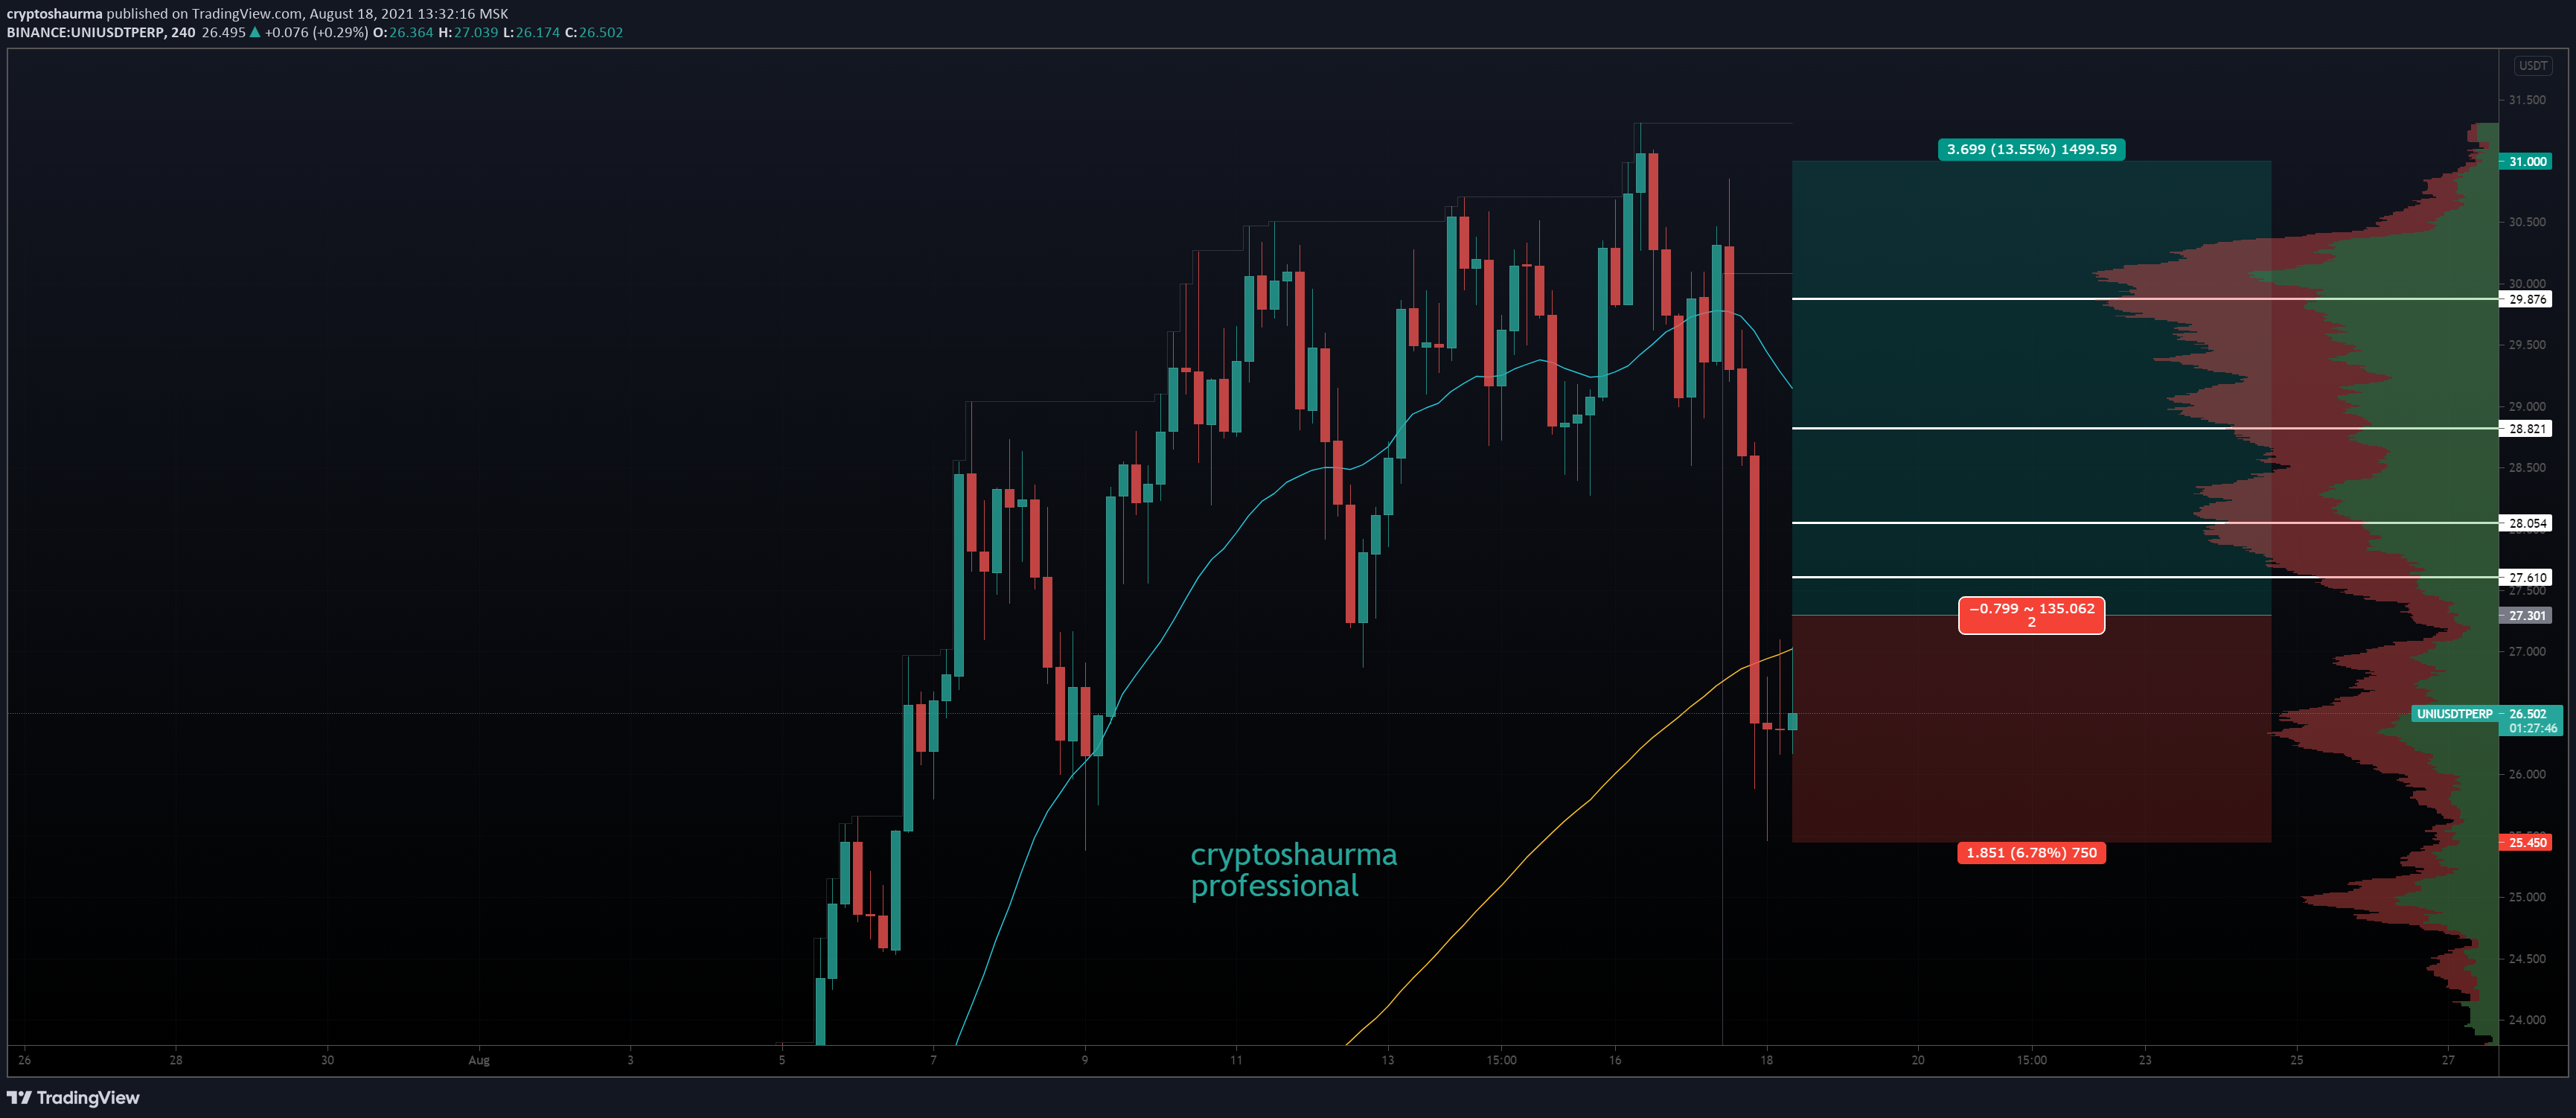 cryptoshaurma published on TradingView.com, August 18, 2021 13:32:16 MSK
BINANCE:UNIUSDTPERP, 240 26.495 ▲ +0.076 (+0.29%) O:26.364 H:27.039 L:26.174 C:26.502
USDT
31.500
3.699 (13.55%) 1499.59
31.000
30.500
30.000
29.876
29.500
29.000
28.821
28.500
28.054
27.610
27.500
−0.799 ~ 135.062
2
27.301
27.000
UNIUSDTPERP 26.502
01:27:46
26.000
25.450
1.851 (6.78%) 750
cryptoshaurma
professional
25.000
24.500
24.000
26 28 30 Aug 3 5 7 9 11 13 15:00 16 18 20 15:00 23 25 27
TradingView